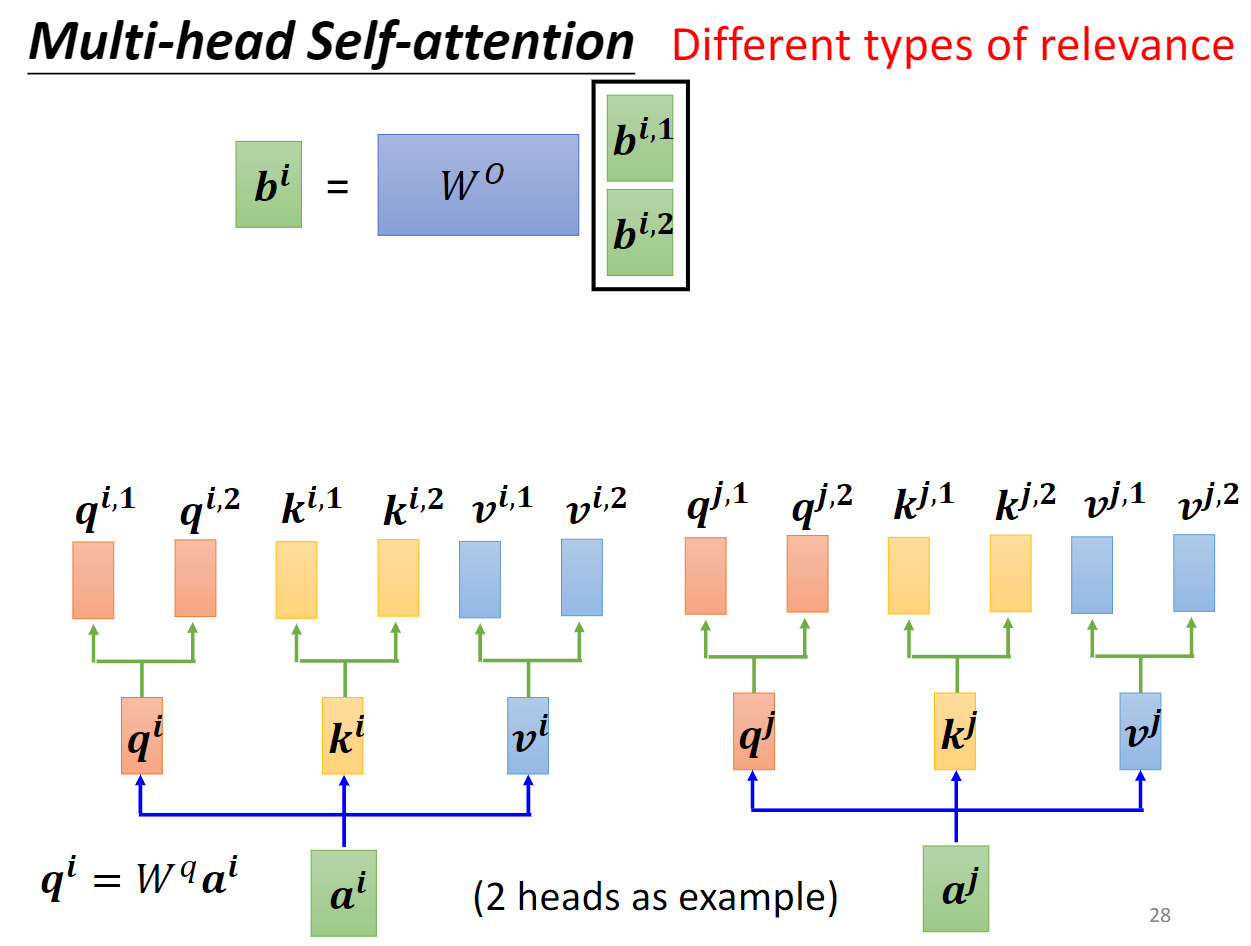 Multi-head Self-attention Different types of relevance
b^{i,1}
b^i = W^O
b^{i,2}
q^{i,1} q^{i,2} k^{i,1} k^{i,2} v^{i,1} v^{i,2} q^{j,1} q^{j,2} k^{j,1} k^{j,2} v^{j,1} v^{j,2}
q^i k^i v^i q^j k^j v^j
q^i = W^q a^i a^i (2 heads as example) a^j
28